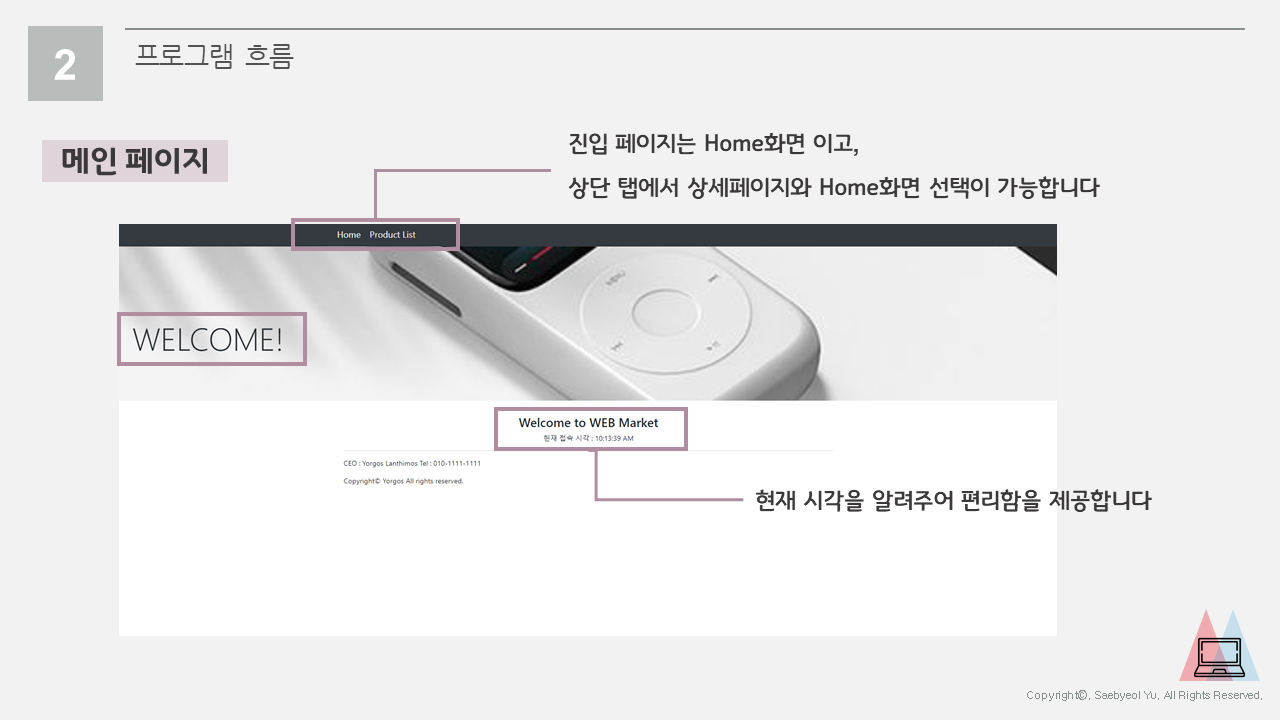 2
프로그램 흐름
메인 페이지
진입 페이지는 Home화면 이고,
상단 탭에서 상세페이지와 Home화면 선택이 가능합니다
Home Product List
MENU
WELCOME!
Welcome to WEB Market
현재 접속 시각 : 10:13:39 AM
CEO : Yorgos Lanthimos Tel : 010-1111-1111
Copyright© Yorgos All rights reserved.
현재 시각을 알려주어 편리함을 제공합니다
Copyright©. Saebyeol Yu. All Rights Reserved.